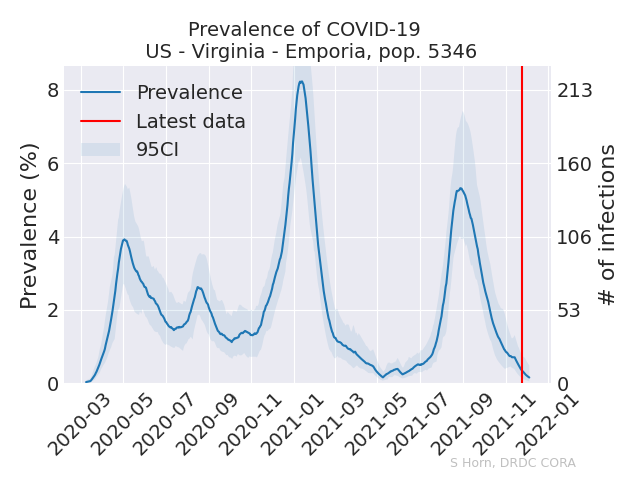 Prevalence of COVID-19
US - Virginia - Emporia, pop. 5346
Prevalence
Latest data
95CI
Prevalence (%)
8
6
4
2
0
213
160
106
53
0
# of infections
2020-03
2020-05
2020-07
2020-09
2020-11
2021-01
2021-03
2021-05
2021-07
2021-09
2021-11
2022-01
S Horn, DRDC CORA